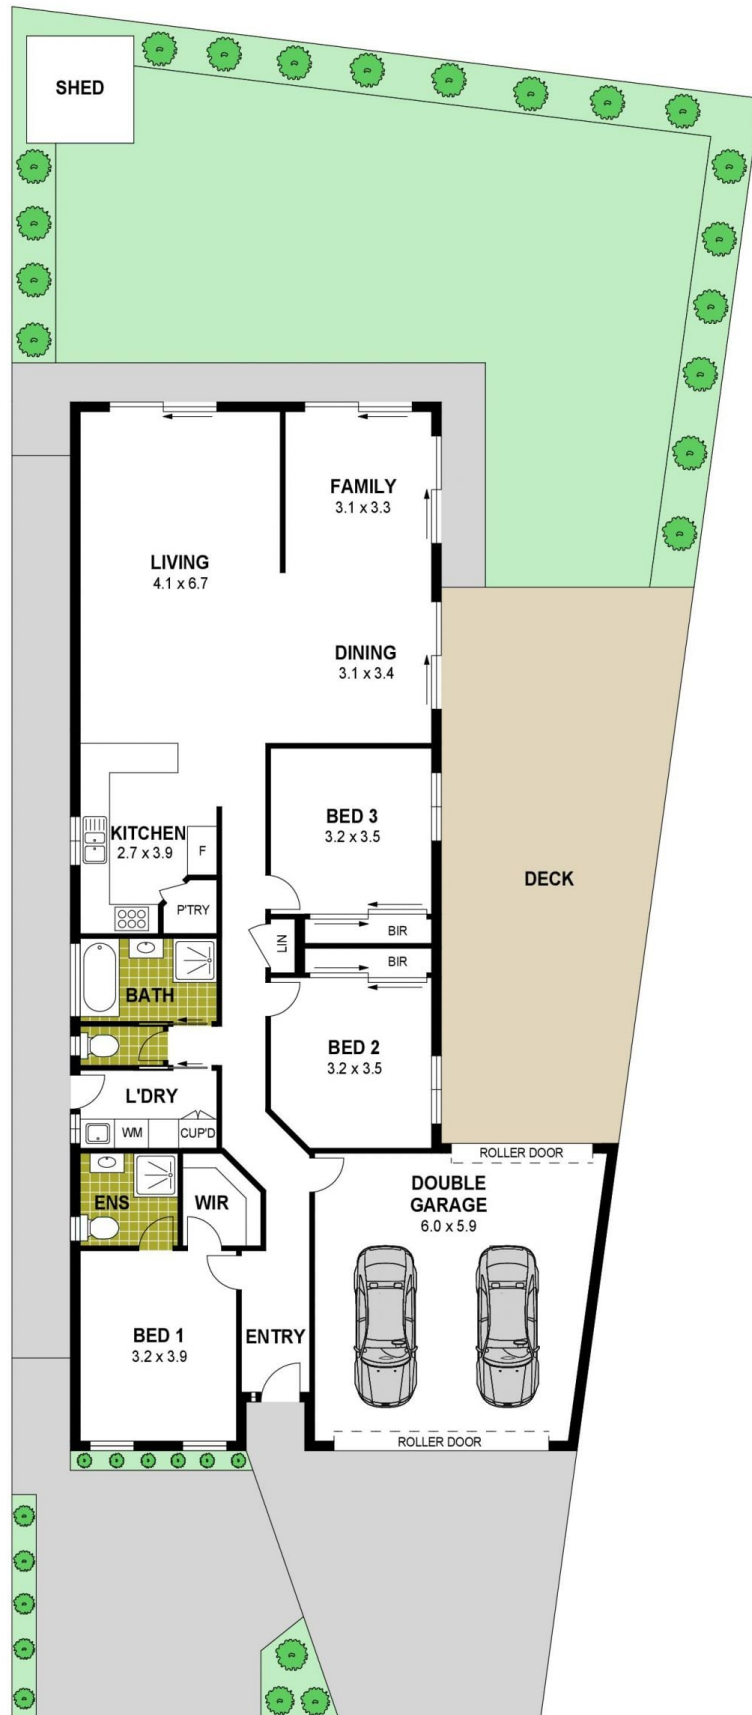 SHED
FAMILY
3.1 x 3.3
LIVING
4.1 x 6.7
DINING
3.1 x 3.4
BED 3
3.2 x 3.5
KITCHEN
2.7 x 3.9
F
DECK
P'TRY
BIR
LIN
BIR
BATH
BED 2
3.2 x 3.5
L'DRY
WM
CUP'D
ROLLER DOOR
DOUBLE
GARAGE
6.0 x 5.9
ENS
WIR
BED 1
3.2 x 3.9
ENTRY
ROLLER DOOR